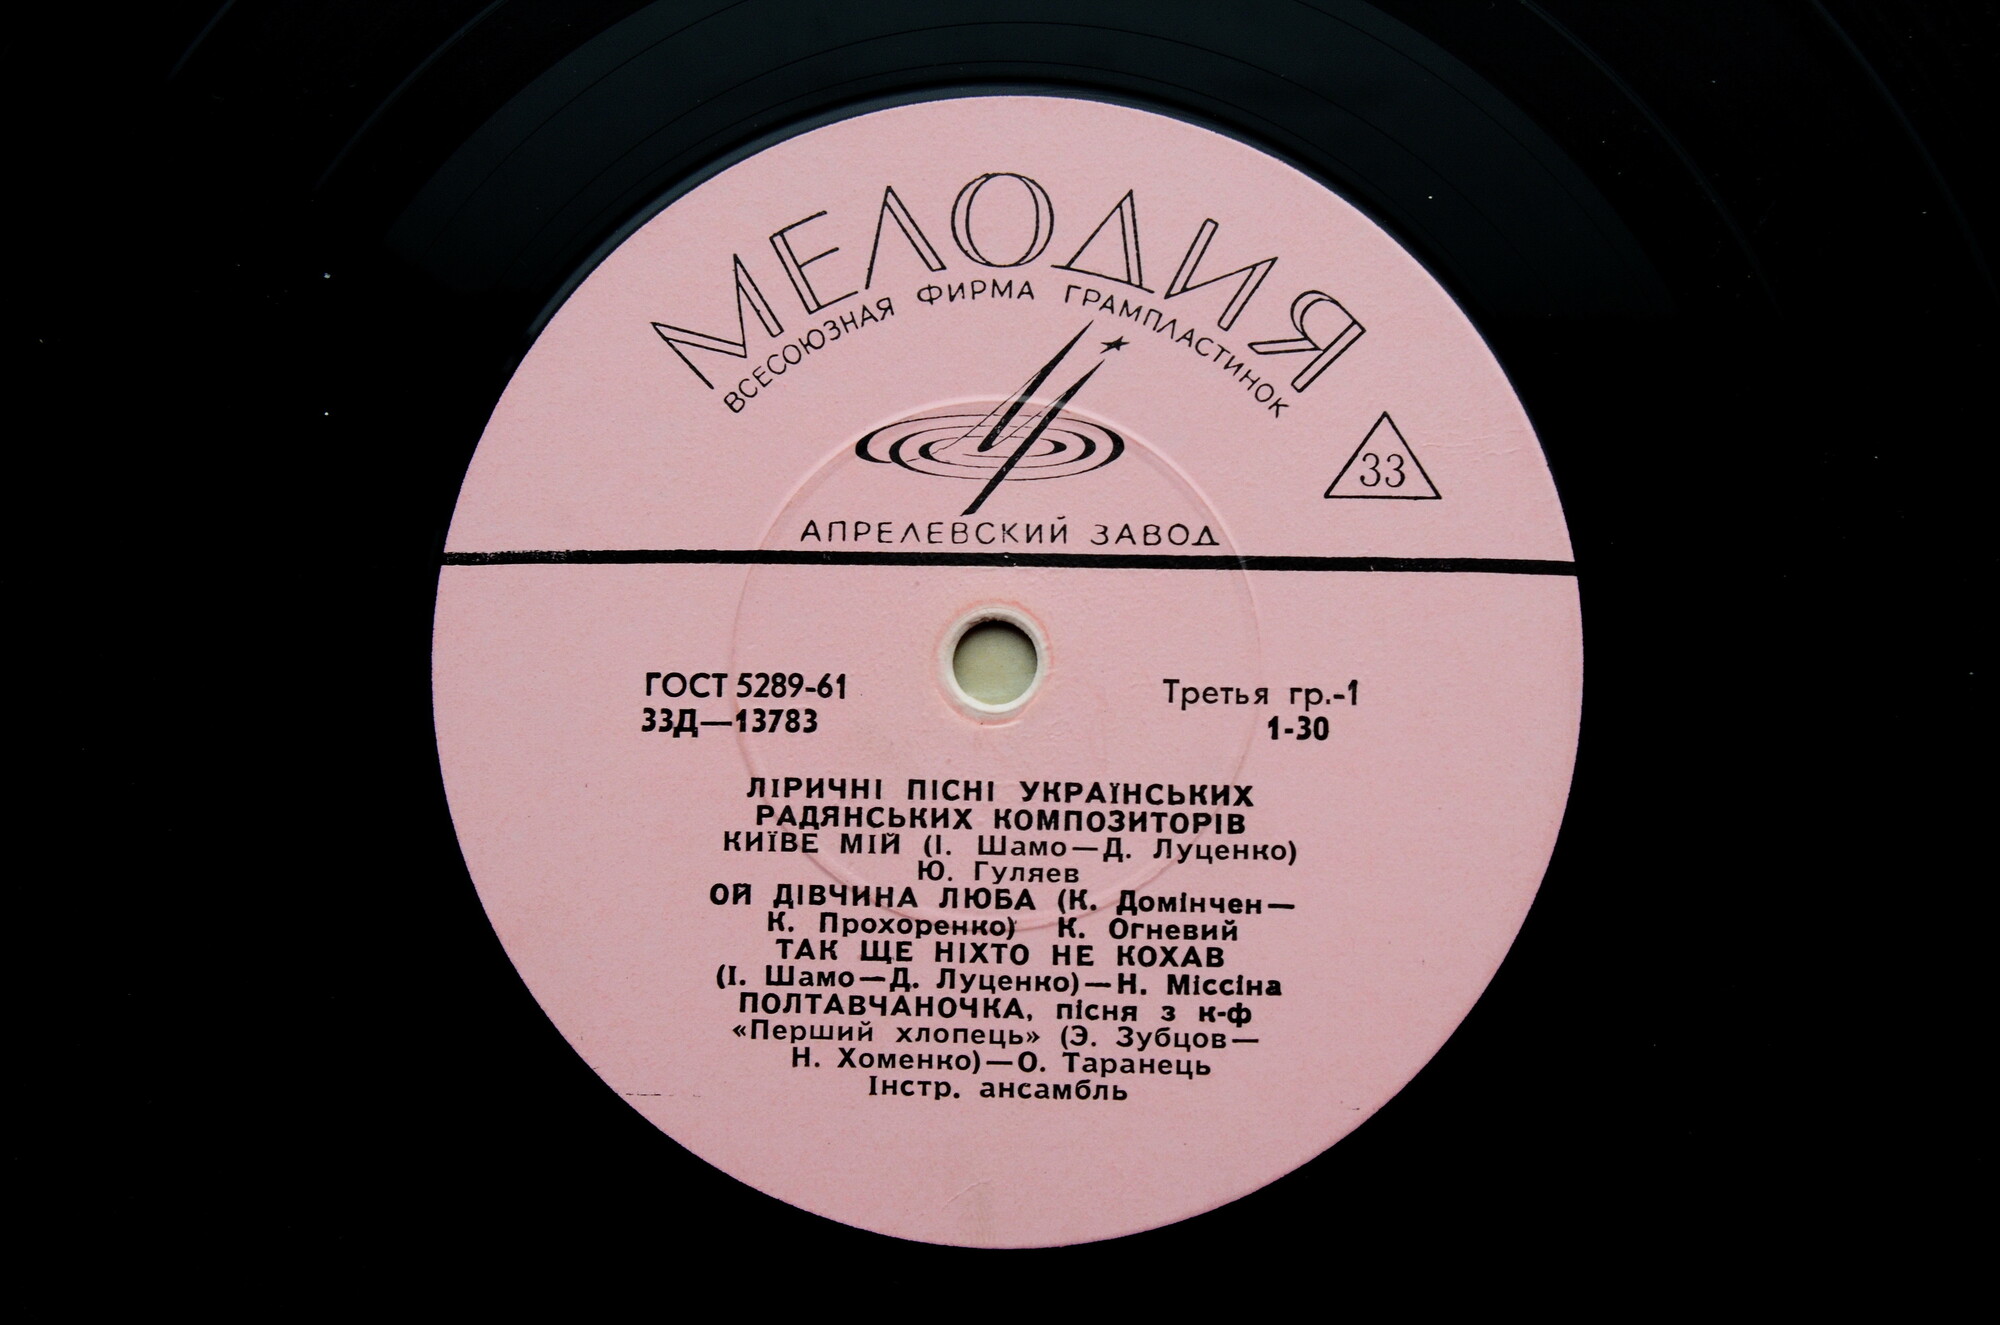 МЕЛОДИЯ
ВСЕСОЮЗНАЯ ФИРМА ГРАМПЛАСТИНОК
33
АПРЕЛЕВСКИЙ ЗАВОД
ГОСТ 5289-61
33Д—13783
Третья гр.-1
1-30
ЛІРИЧНІ ПІСНІ УКРАЇНСЬКИХ
РАДЯНСЬКИХ КОМПОЗИТОРІВ
КИЇВЕ МІЙ (І. Шамо—Д. Луценко)
Ю. Гуляев
ОЙ ДІВЧИНА ЛЮБА (К. Домінчен—
К. Прохоренко) К. Огневий
ТАК ЩЕ НІХТО НЕ КОХАВ
(І. Шамо—Д. Луценко)—Н. Міссіна
ПОЛТАВЧАНОЧКА, пісня з к-ф
«Перший хлопець» (Э. Зубцов—
Н. Хоменко)—О. Таранець
Інстр. ансамбль